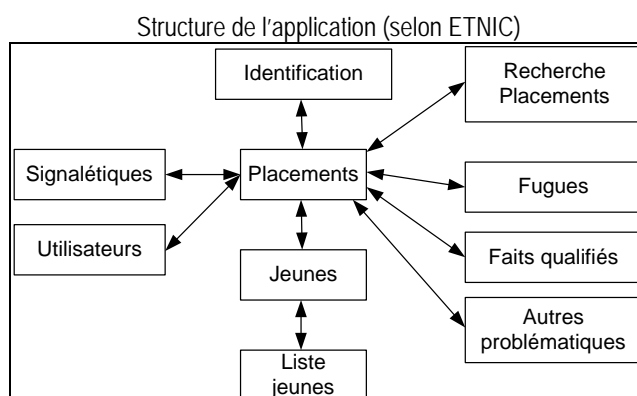 Structure de l'application (selon ETNIC)
Identification
Recherche
Placements
Signalétiques
Placements
Fugues
Utilisateurs
Jeunes
Faits qualifiés
Autres
problématiques
Liste
jeunes